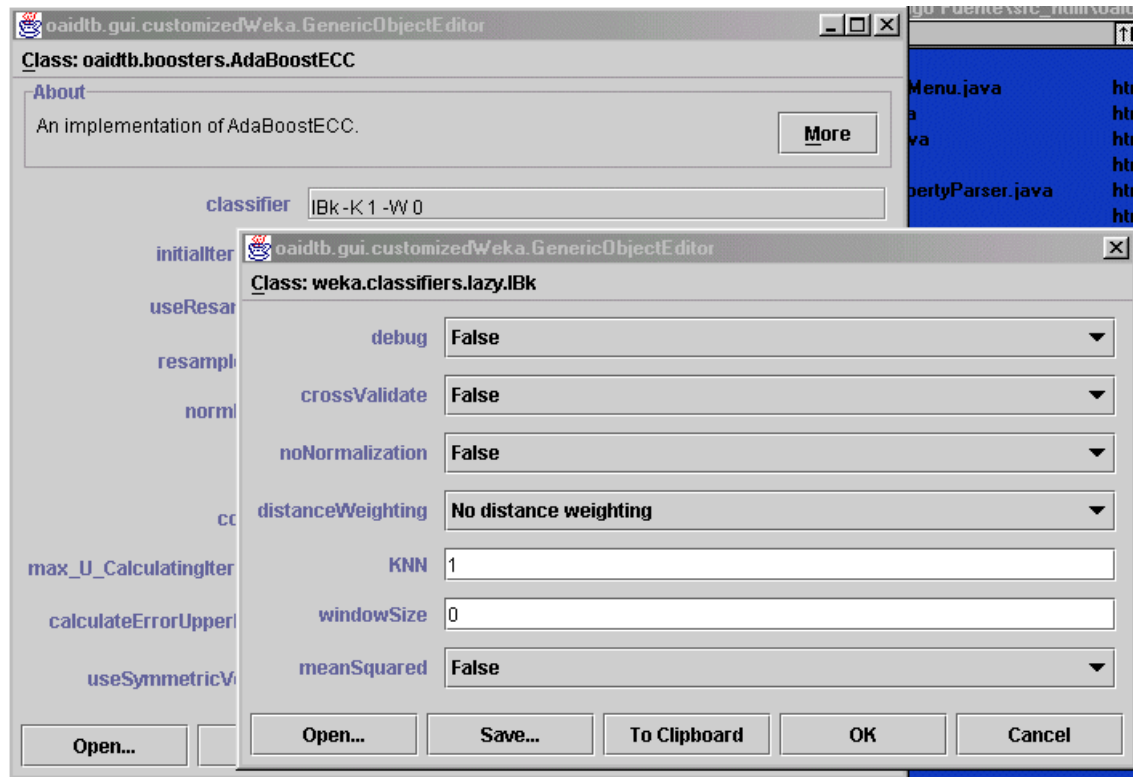 oaidtb.gui.customizedWeka.GenericObjectEditor
Class: oaidtb.boosters.AdaBoostECC
About
An implementation of AdaBoostECC.
More
classifier IBk -K 1 -W 0
initialIter
useResam
resample
norm
co
max_U_CalculatingIter
calculateErrorUpper
useSymmetricV
Open...
oaidtb.gui.customizedWeka.GenericObjectEditor
Class: weka.classifiers.lazy.IBk
debug False
crossValidate False
noNormalization False
distanceWeighting No distance weighting
KNN 1
windowSize 0
meanSquared False
Open... Save... To Clipboard OK Cancel
Menu.java
a
va
pertyParser.java